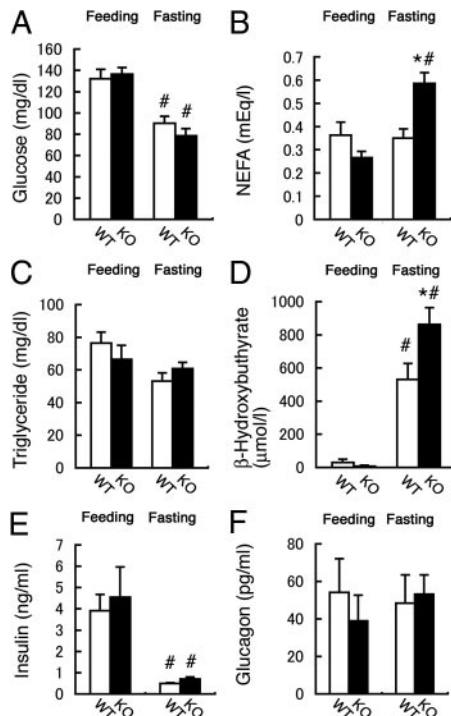 A
Feeding Fasting
Glucose (mg/dl)
160
140
120
100
80
60
40
20
0
# #
WT KO WT KO
B
Feeding Fasting
NEFA (mEq/l)
0.7
0.6
0.5
0.4
0.3
0.2
0.1
0
*#
WT KO WT KO
C
Feeding Fasting
Triglyceride (mg/dl)
100
80
60
40
20
0
WT KO WT KO
D
Feeding Fasting
β-Hydroxybuthyrate
(μmol/l)
1000
800
600
400
200
0
# *#
WT KO WT KO
E
Feeding Fasting
Insulin (ng/ml)
7
6
5
4
3
2
1
0
# #
WT KO WT KO
F
Feeding Fasting
Glucagon (pg/ml)
80
60
40
20
0
WT KO WT KO